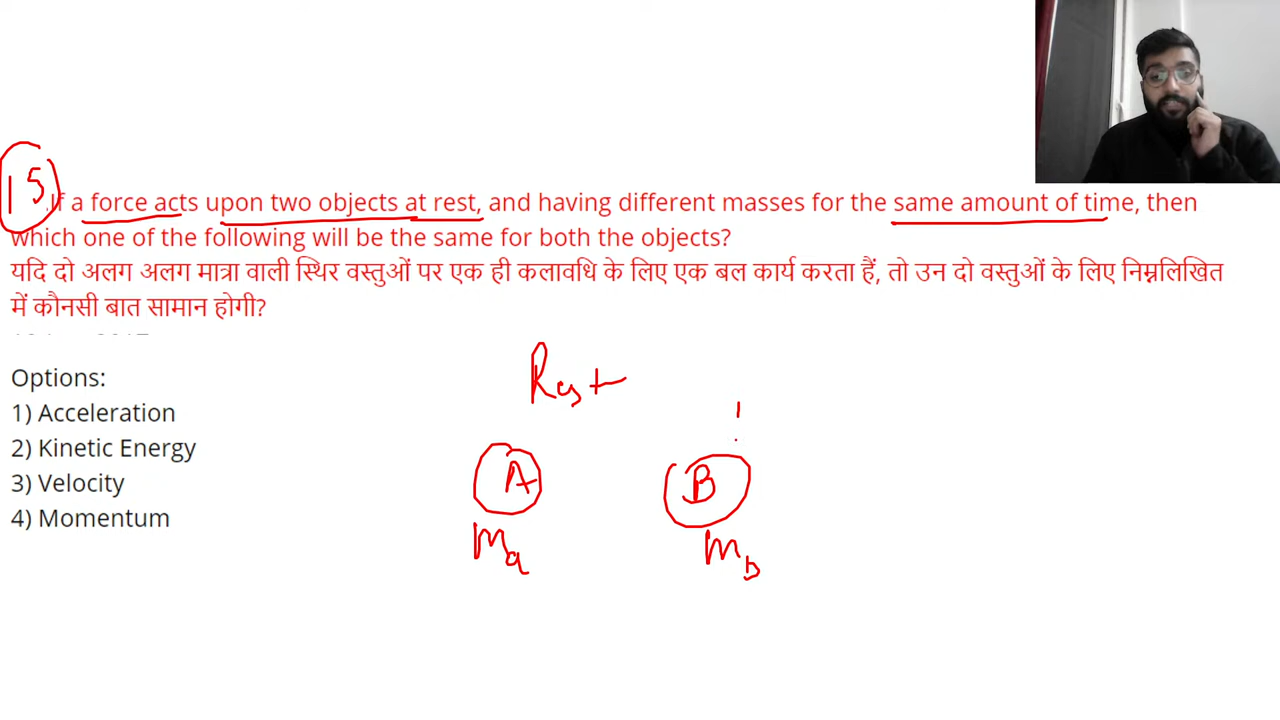 15
If a force acts upon two objects at rest, and having different masses for the same amount of time, then
which one of the following will be the same for both the objects?
यदि दो अलग अलग मात्रा वाली स्थिर वस्तुओं पर एक ही कलावधि के लिए एक बल कार्य करता हैं, तो उन दो वस्तुओं के लिए निम्नलिखित
में कौनसी बात सामान होगी?
Options:
1) Acceleration
2) Kinetic Energy
3) Velocity
4) Momentum
Rest
A B
Ma Mb